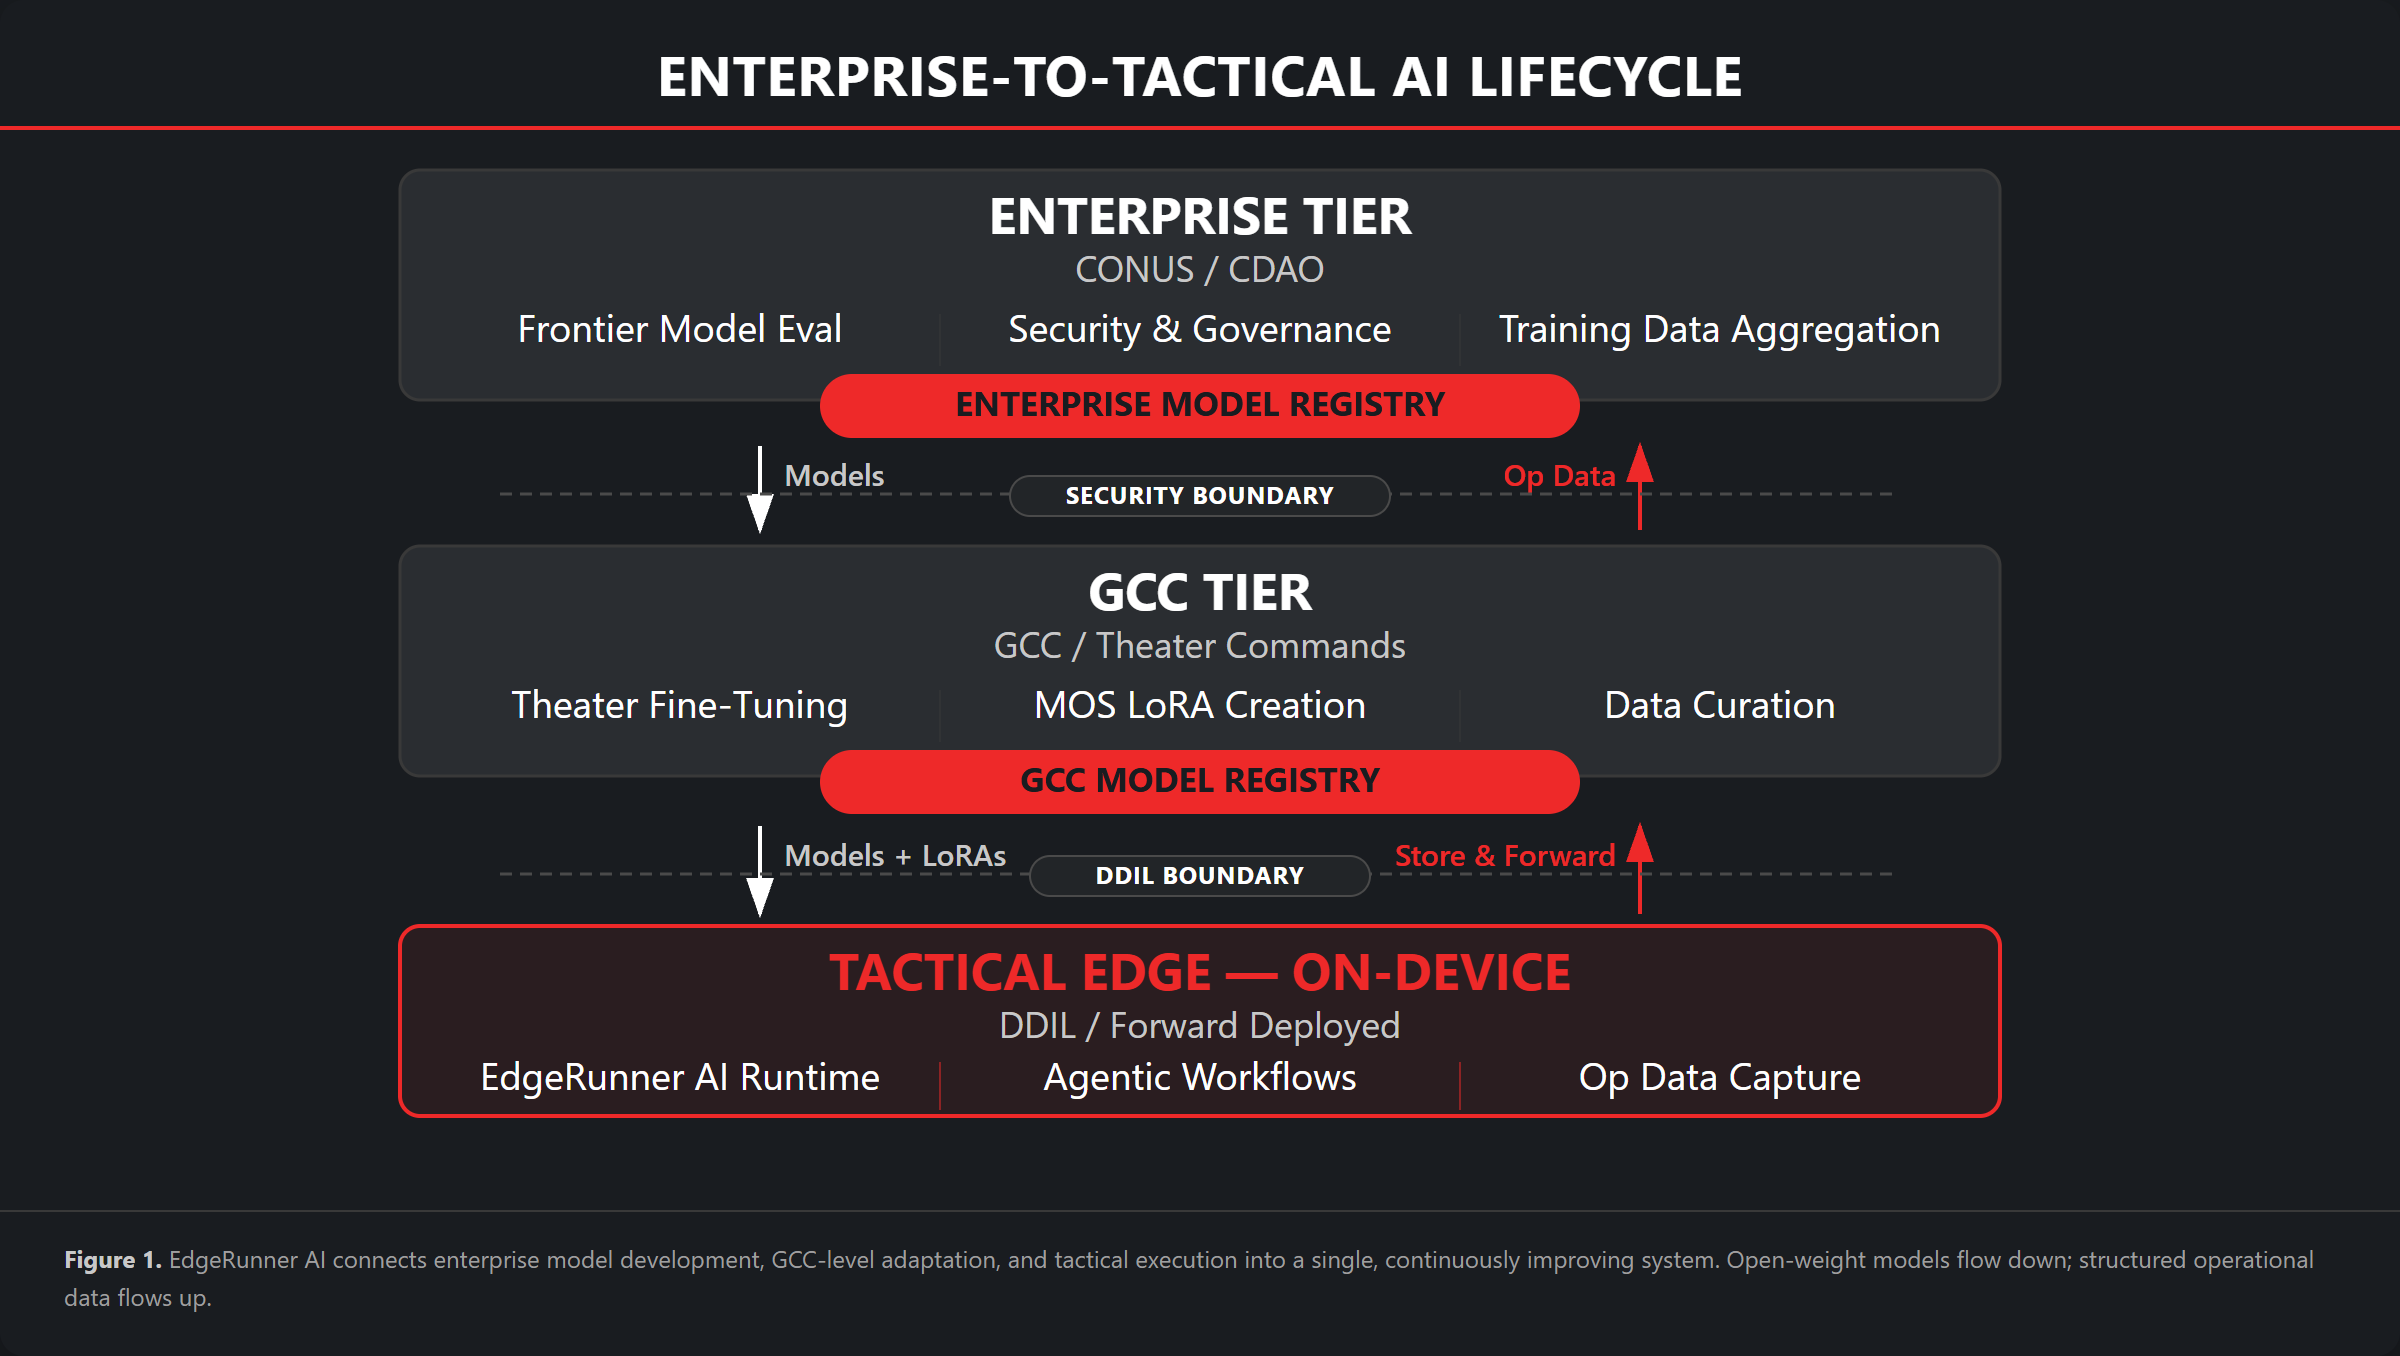 ENTERPRISE-TO-TACTICAL AI LIFECYCLE
ENTERPRISE TIER
CONUS / CDAO
Frontier Model Eval
Security & Governance
Training Data Aggregation
ENTERPRISE MODEL REGISTRY
Models
SECURITY BOUNDARY
Op Data
GCC TIER
GCC / Theater Commands
Theater Fine-Tuning
MOS LoRA Creation
Data Curation
GCC MODEL REGISTRY
Models + LoRAs
DDIL BOUNDARY
Store & Forward
TACTICAL EDGE — ON-DEVICE
DDIL / Forward Deployed
EdgeRunner AI Runtime
Agentic Workflows
Op Data Capture
Figure 1. EdgeRunner AI connects enterprise model development, GCC-level adaptation, and tactical execution into a single, continuously improving system. Open-weight models flow down; structured operational
data flows up.